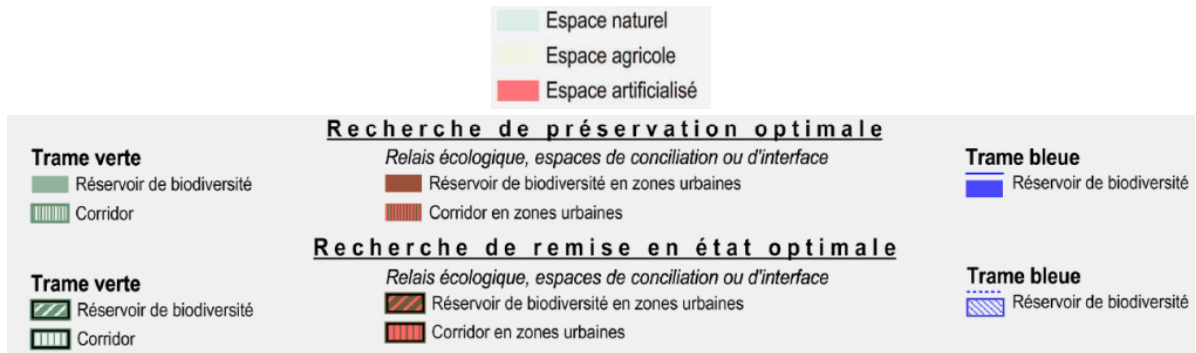 Espace naturel
Espace agricole
Espace artificialisé
Recherche de préservation optimale
Trame verte
Relais écologique, espaces de conciliation ou d'interface
Trame bleue
Réservoir de biodiversité
Réservoir de biodiversité en zones urbaines
Réservoir de biodiversité
Corridor
Corridor en zones urbaines
Recherche de remise en état optimale
Trame verte
Relais écologique, espaces de conciliation ou d'interface
Trame bleue
Réservoir de biodiversité
Réservoir de biodiversité en zones urbaines
Réservoir de biodiversité
Corridor
Corridor en zones urbaines